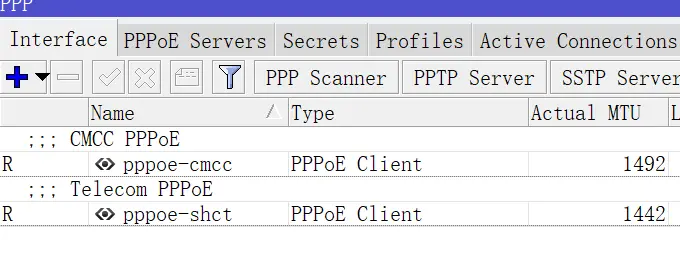 PPP
Interface PPPoE Servers Secrets Profiles Active Connections
PPP Scanner PPTP Server SSTP Server
Name Type Actual MTU L
;;; CMCC PPPoE
R pppoe-cmcc PPPoE Client 1492
;;; Telecom PPPoE
R pppoe-shct PPPoE Client 1442